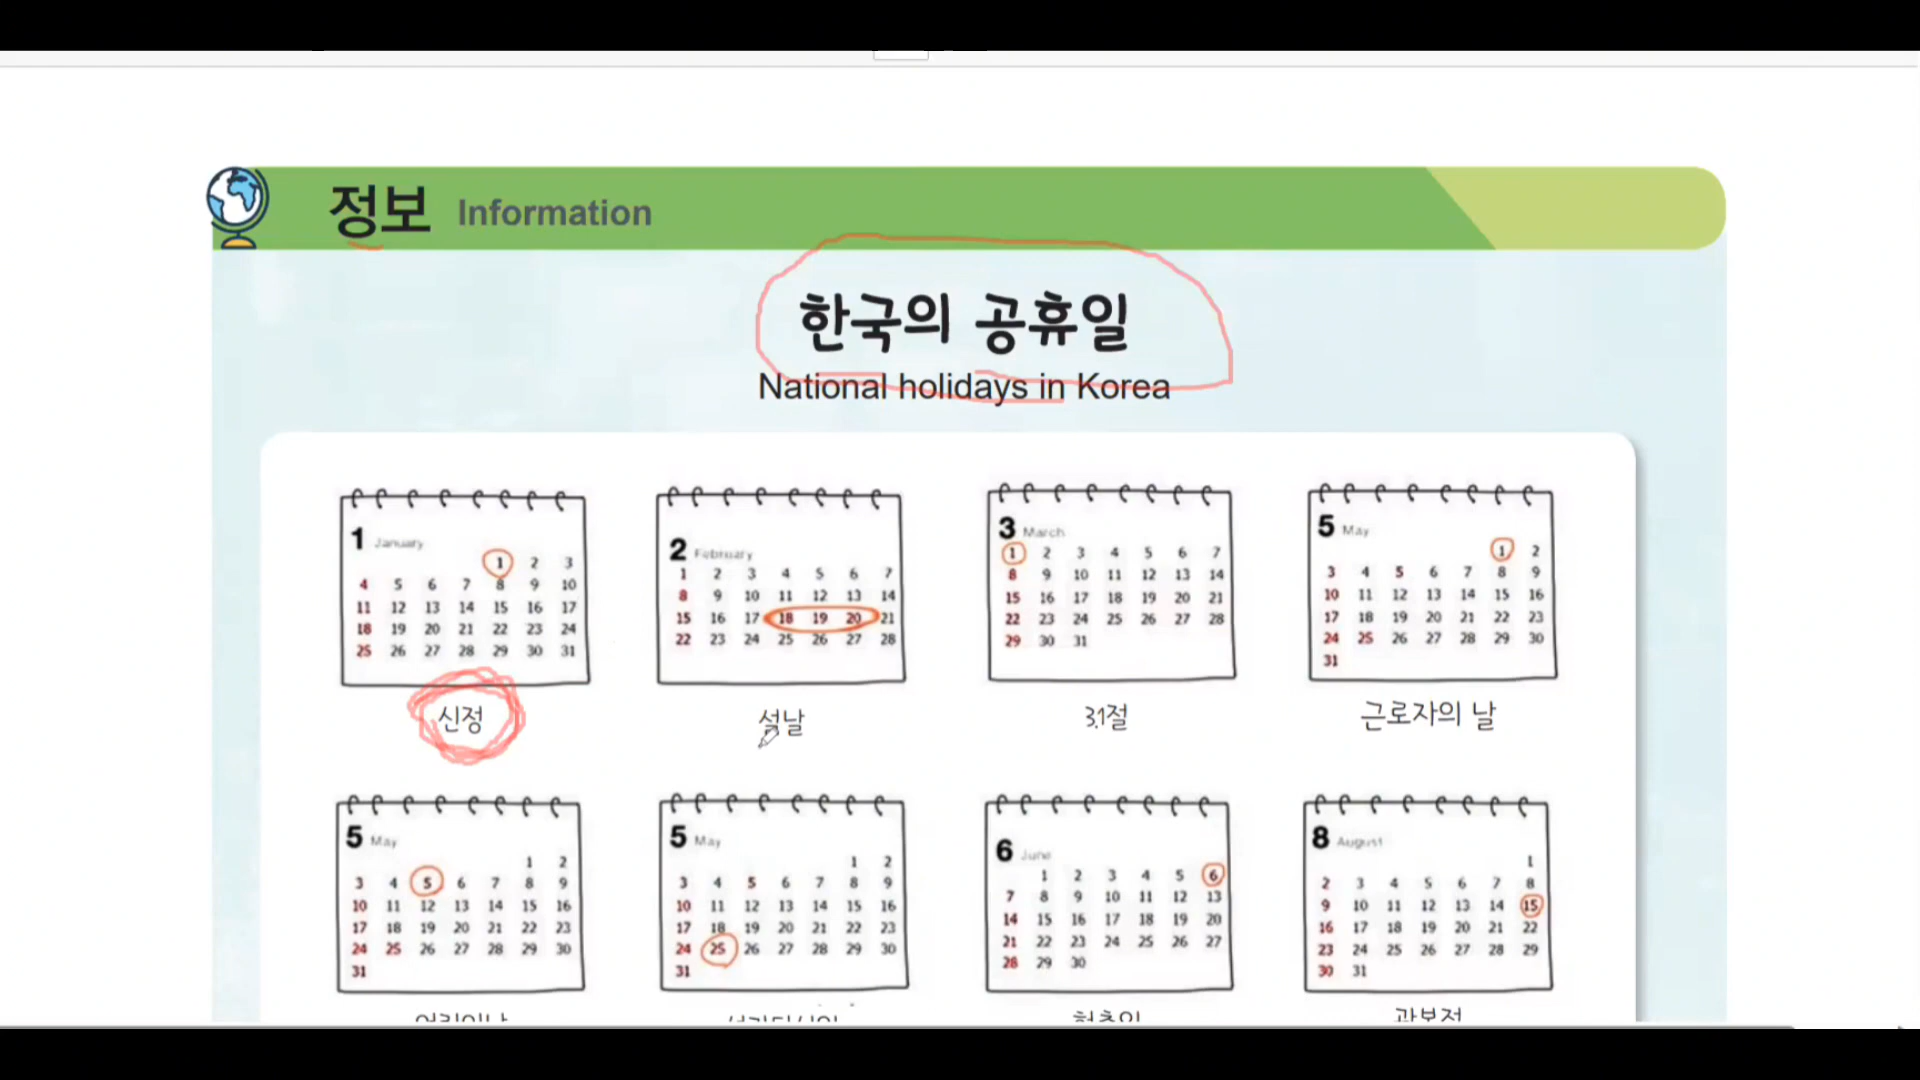 정보 Information
한국의 공휴일
National holidays in Korea
1 January
1 2 3
4 5 6 7 8 9 10
11 12 13 14 15 16 17
18 19 20 21 22 23 24
25 26 27 28 29 30 31
신정
2 February
1 2 3 4 5 6 7
8 9 10 11 12 13 14
15 16 17 18 19 20 21
22 23 24 25 26 27 28
설날
3 March
1 2 3 4 5 6 7
8 9 10 11 12 13 14
15 16 17 18 19 20 21
22 23 24 25 26 27 28
29 30 31
3.1절
5 May
1 2
3 4 5 6 7 8 9
10 11 12 13 14 15 16
17 18 19 20 21 22 23
24 25 26 27 28 29 30
31
근로자의 날
5 May
1 2
3 4 5 6 7 8 9
10 11 12 13 14 15 16
17 18 19 20 21 22 23
24 25 26 27 28 29 30
31
5 May
1 2
3 4 5 6 7 8 9
10 11 12 13 14 15 16
17 18 19 20 21 22 23
24 25 26 27 28 29 30
31
6 June
1 2 3 4 5 6
7 8 9 10 11 12 13
14 15 16 17 18 19 20
21 22 23 24 25 26 27
28 29 30
8 August
1
2 3 4 5 6 7 8
9 10 11 12 13 14 15
16 17 18 19 20 21 22
23 24 25 26 27 28 29
30 31